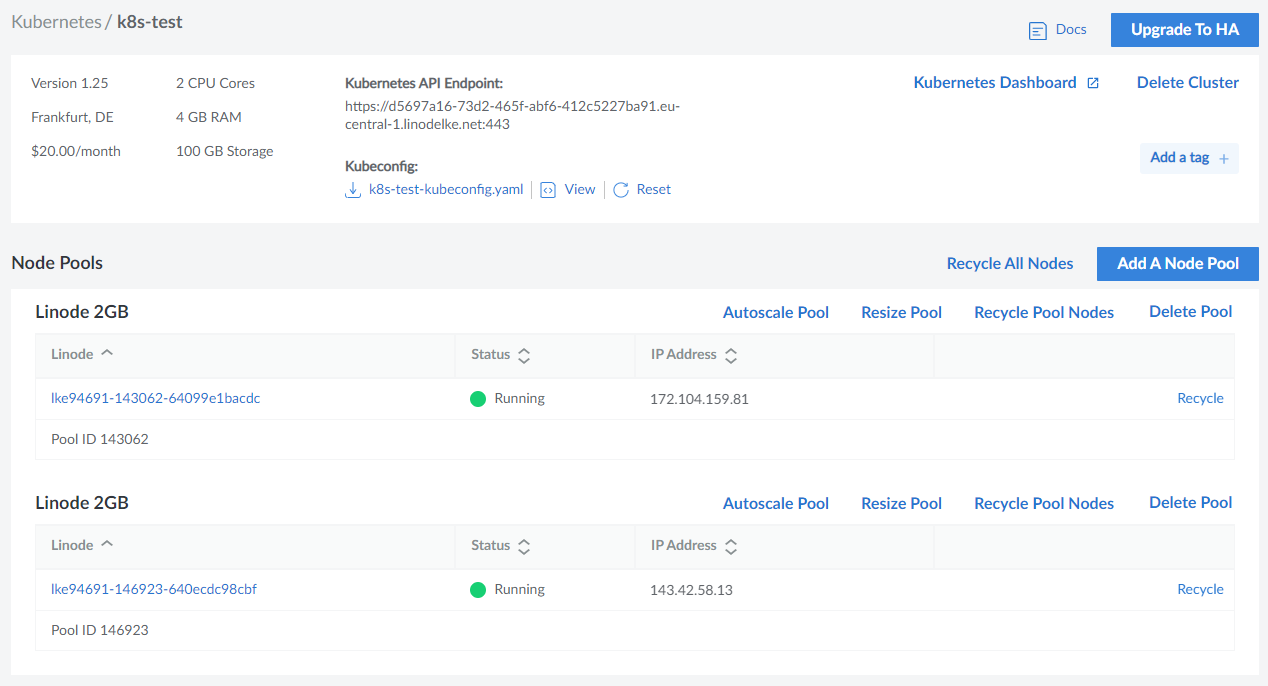 Kubernetes / k8s-test
Docs
Upgrade To HA
Version 1.25
2 CPU Cores
Kubernetes API Endpoint:
Kubernetes Dashboard
Delete Cluster
Frankfurt, DE
4 GB RAM
https://d5697a16-73d2-465f-abf6-412c5227ba91.eu-
central-1.linodelke.net:443
$20.00/month
100 GB Storage
Kubeconfig:
Add a tag +
k8s-test-kubeconfig.yaml
View
Reset
Node Pools
Recycle All Nodes
Add A Node Pool
Linode 2GB
Autoscale Pool
Resize Pool
Recycle Pool Nodes
Delete Pool
Linode
Status
IP Address
lke94691-143062-64099e1bacdc
Running
172.104.159.81
Recycle
Pool ID 143062
Linode 2GB
Autoscale Pool
Resize Pool
Recycle Pool Nodes
Delete Pool
Linode
Status
IP Address
lke94691-146923-640ecdc98cbf
Running
143.42.58.13
Recycle
Pool ID 146923